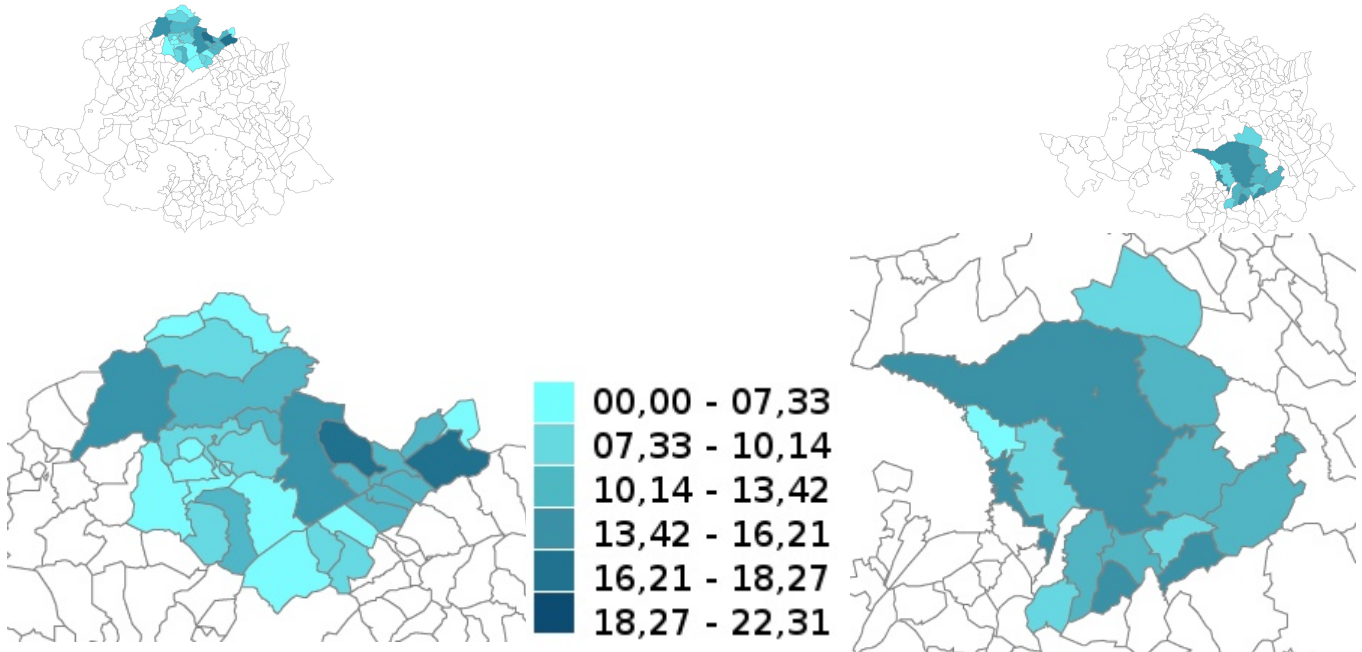 00,00 - 07,33
07,33 - 10,14
10,14 - 13,42
13,42 - 16,21
16,21 - 18,27
18,27 - 22,31